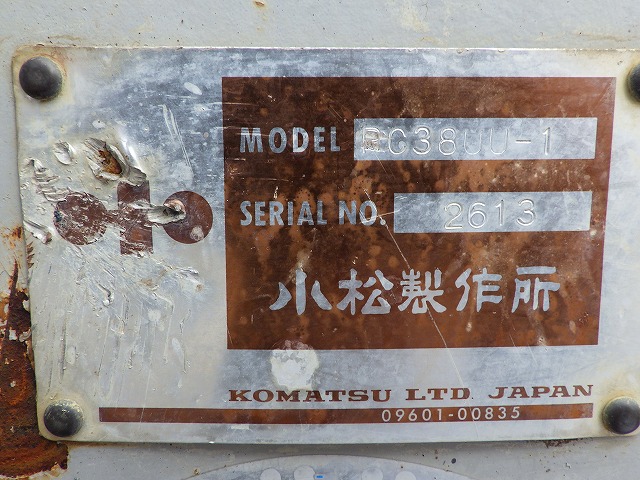 MODEL PC38UU-1
SERIAL NO. 2613
小松製作所
KOMATSU LTD. JAPAN
09601-00835